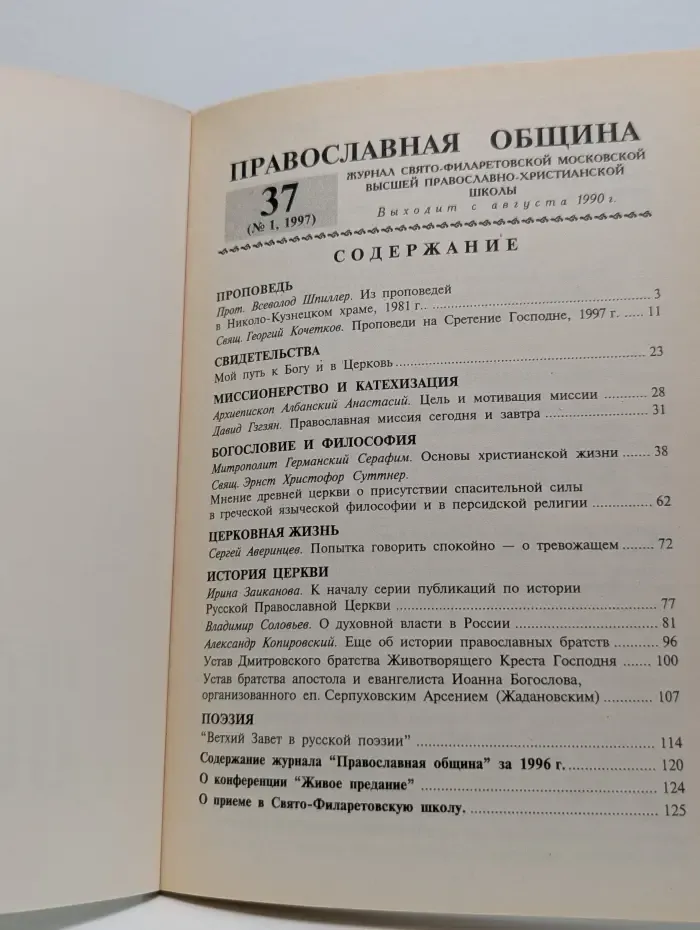 ПРАВОСЛАВНАЯ ОБЩИНА
37
(№ 1, 1997)
ЖУРНАЛ СВЯТО-ФИЛАРЕТОВСКОЙ МОСКОВСКОЙ
ВЫСШЕЙ ПРАВОСЛАВНО-ХРИСТИАНСКОЙ
ШКОЛЫ
Выходит с августа 1990 г.
СОДЕРЖАНИЕ
ПРОПОВЕДЬ
Прот. Всеволод Шпиллер. Из проповедей
в Николо-Кузнецком храме, 1981 г. 3
Свящ. Георгий Кочетков. Проповеди на Сретение Господне, 1997 г. 11
СВИДЕТЕЛЬСТВА
Мой путь к Богу и в Церковь 23
МИССИОНЕРСТВО И КАТЕХИЗАЦИЯ
Архиепископ Албанский Анастасий. Цель и мотивация миссии 28
Давид Гзгзян. Православная миссия сегодня и завтра 31
БОГОСЛОВИЕ И ФИЛОСОФИЯ
Митрополит Германский Серафим. Основы христианской жизни 38
Свящ. Эрнст Христофор Суттнер.
Мнение древней церкви о присутствии спасительной силы
в греческой языческой философии и в персидской религии 62
ЦЕРКОВНАЯ ЖИЗНЬ
Сергей Аверинцев. Попытка говорить спокойно — о тревожащем 72
ИСТОРИЯ ЦЕРКВИ
Ирина Заиканова. К началу серии публикаций по истории
Русской Православной Церкви 77
Владимир Соловьев. О духовной власти в России 81
Александр Копировский. Еще об истории православных братств 96
Устав Дмитровского братства Животворящего Креста Господня 100
Устав братства апостола и евангелиста Иоанна Богослова,
организованного еп. Серпуховским Арсением (Жадановским) 107
ПОЭЗИЯ
"Ветхий Завет в русской поэзии" 114
Содержание журнала "Православная община" за 1996 г. 120
О конференции "Живое предание" 124
О приеме в Свято-Филаретовскую школу. 125